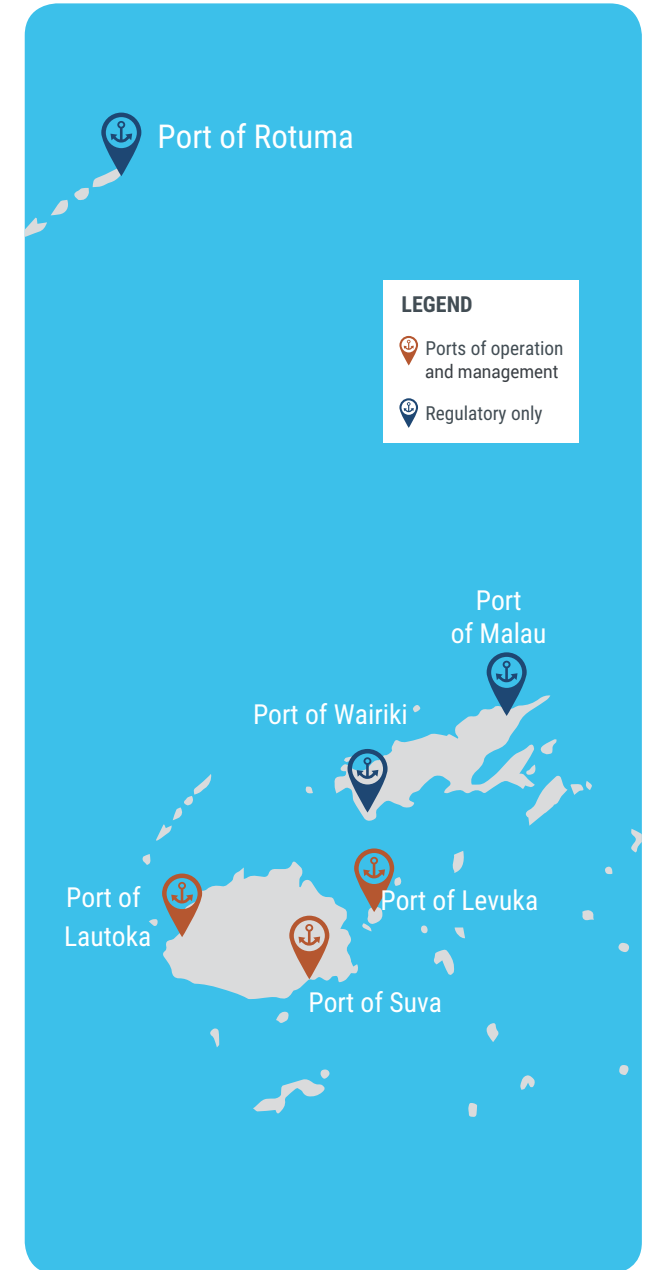 Port of Rotuma
LEGEND
Ports of operation
and management
Regulatory only
Port
of Malau
Port of Wairiki
Port of
Lautoka
Port of Levuka
Port of Suva